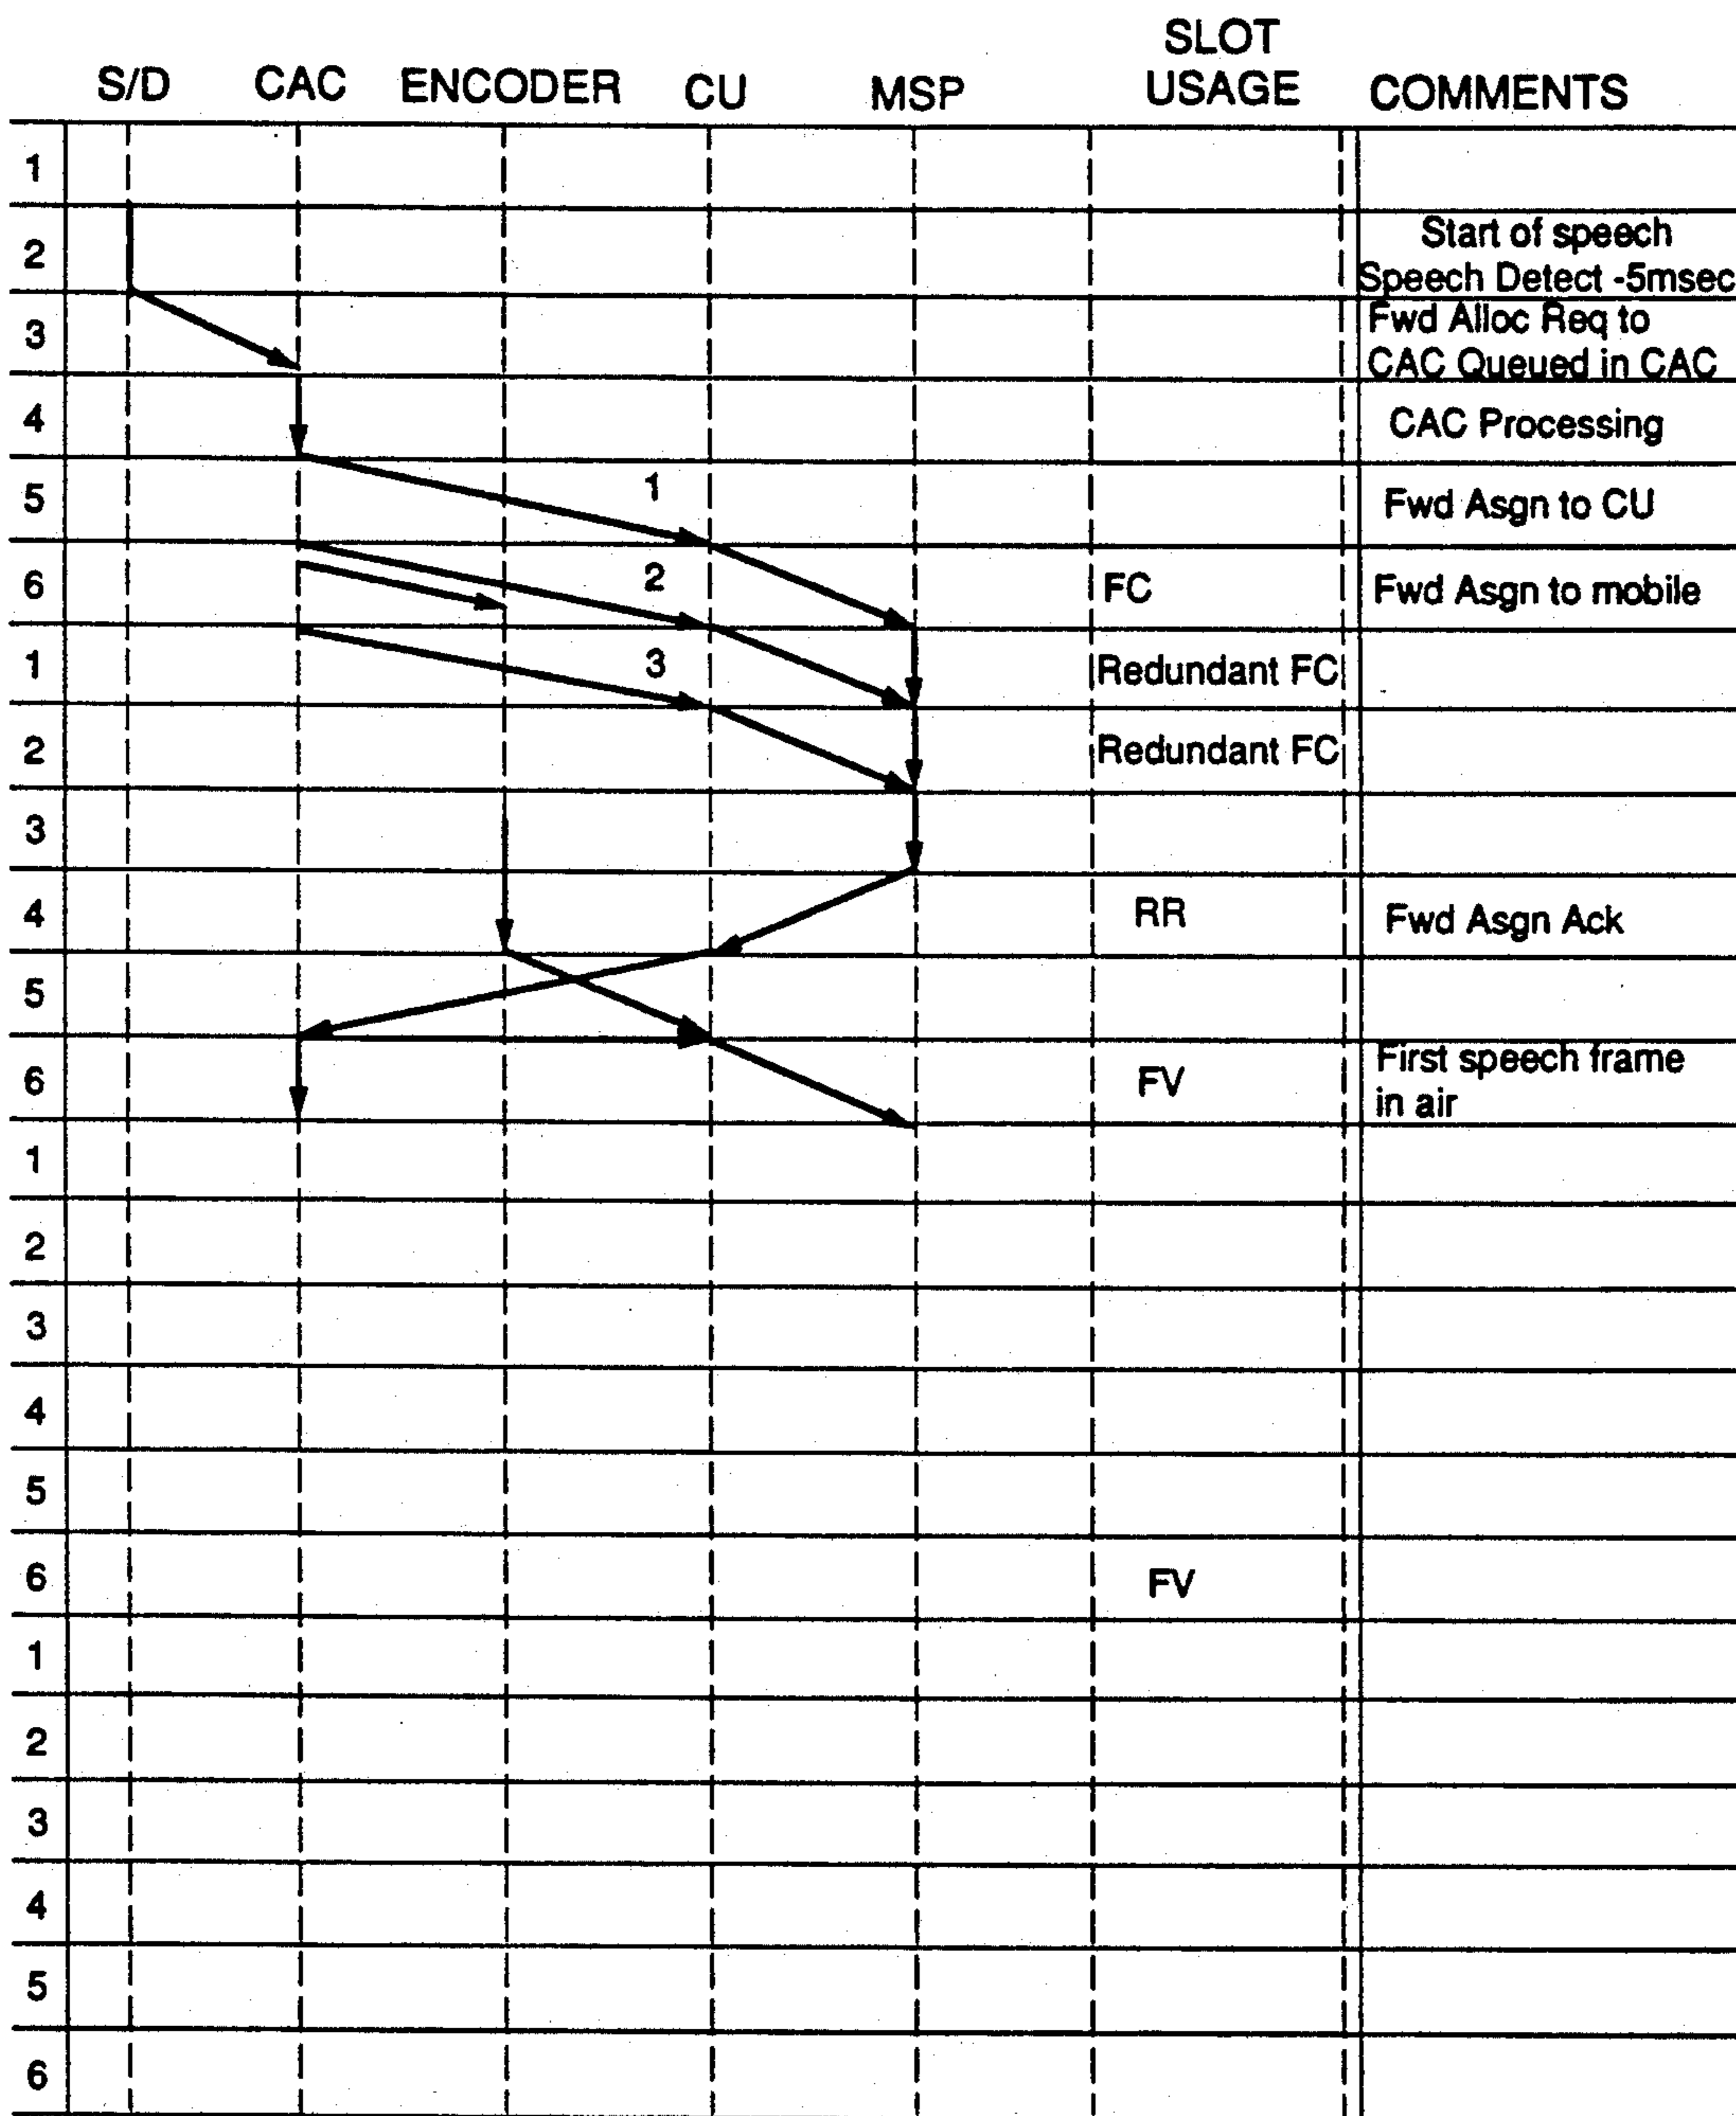 SLOT
S/D CAC ENCODER CU MSP USAGE COMMENTS
1
2 Start of speech
Speech Detect -5msec
3 Fwd Alloc Req to
CAC Queued in CAC
4 CAC Processing
5 1 Fwd Asgn to CU
6 2 FC Fwd Asgn to mobile
1 3 Redundant FC
2 Redundant FC
3
4 RR Fwd Asgn Ack
5
6 FV First speech frame
in air
1
2
3
4
5
6 FV
1
2
3
4
5
6